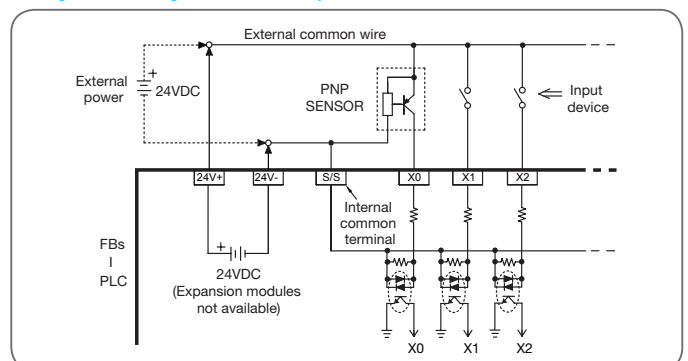 External common wire
External
power
+
24VDC
PNP
SENSOR
Input
device
24V+
24V-
S/S
X0
X1
X2
Internal
common
terminal
FBs
I
PLC
+
24VDC
(Expansion modules
not available)
X0
X1
X2